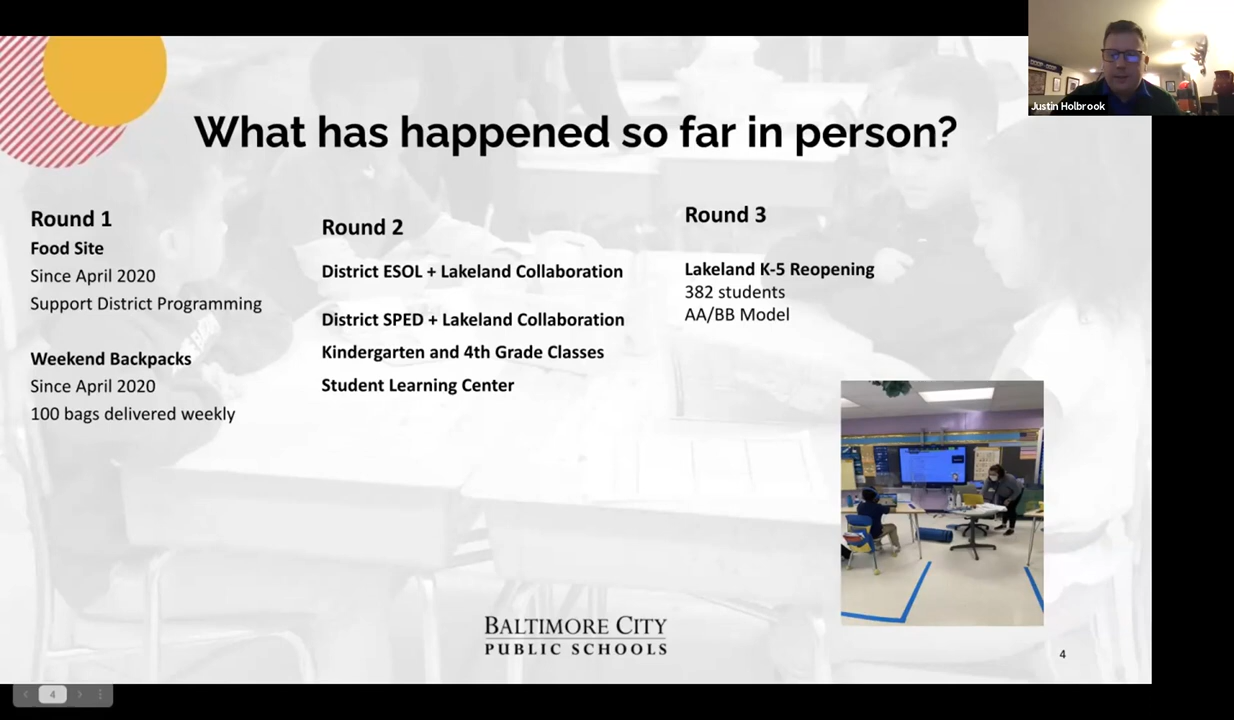 What has happened so far in person?
Justin Holbrook
Round 1
Food Site
Since April 2020
Support District Programming
Weekend Backpacks
Since April 2020
100 bags delivered weekly
Round 2
District ESOL + Lakeland Collaboration
District SPED + Lakeland Collaboration
Kindergarten and 4th Grade Classes
Student Learning Center
Round 3
Lakeland K-5 Reopening
382 students
AA/BB Model
BALTIMORE CITY
PUBLIC SCHOOLS
4
4